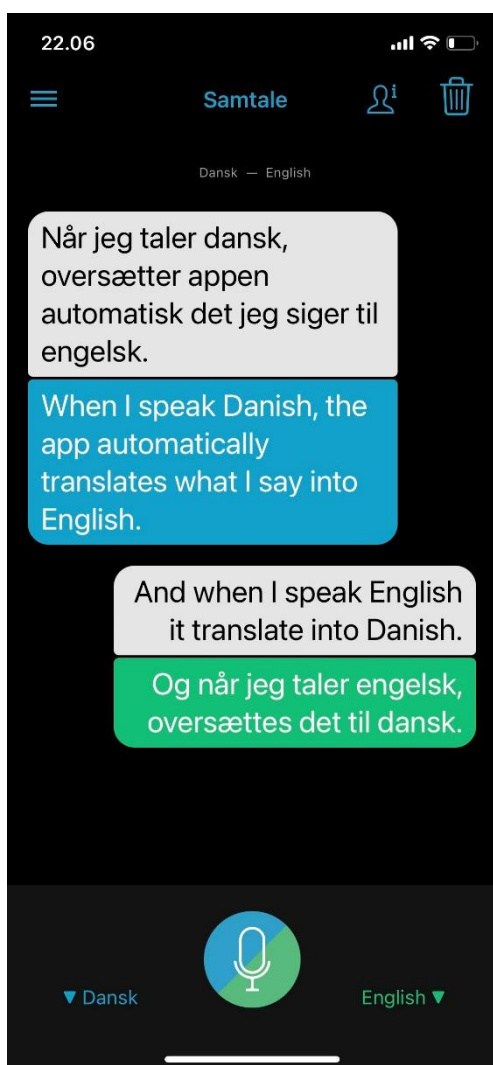 22.06
Samtale
Dansk — English
Når jeg taler dansk,
oversætter appen
automatisk det jeg siger til
engelsk.
When I speak Danish, the
app automatically
translates what I say into
English.
And when I speak English
it translate into Danish.
Og når jeg taler engelsk,
oversættes det til dansk.
▼ Dansk
English ▼